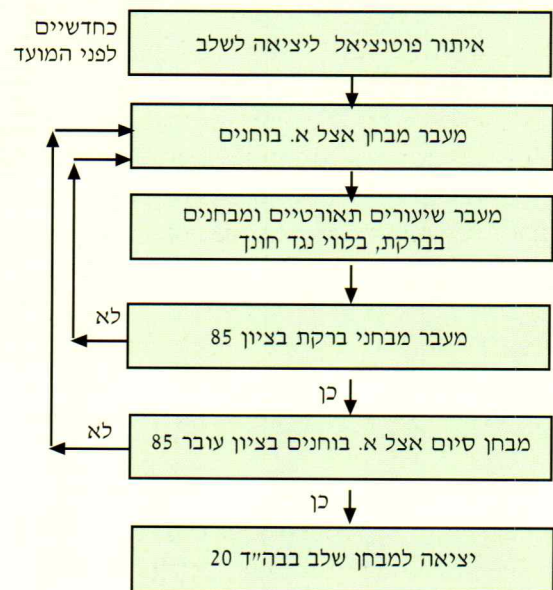 כחדשיים
לפני המועד
איתור פוטנציאל ליציאה לשלב
מעבר מבחן אצל א. בוחנים
מעבר שיעורים תאורטיים ומבחנים
בברקת, בלווי נגד חונך
מעבר מבחני ברקת בציון 85
לא
כן
מבחן סיום אצל א. בוחנים בציון עובר 85
לא
כן
יציאה למבחן שלב בבה״ד 20